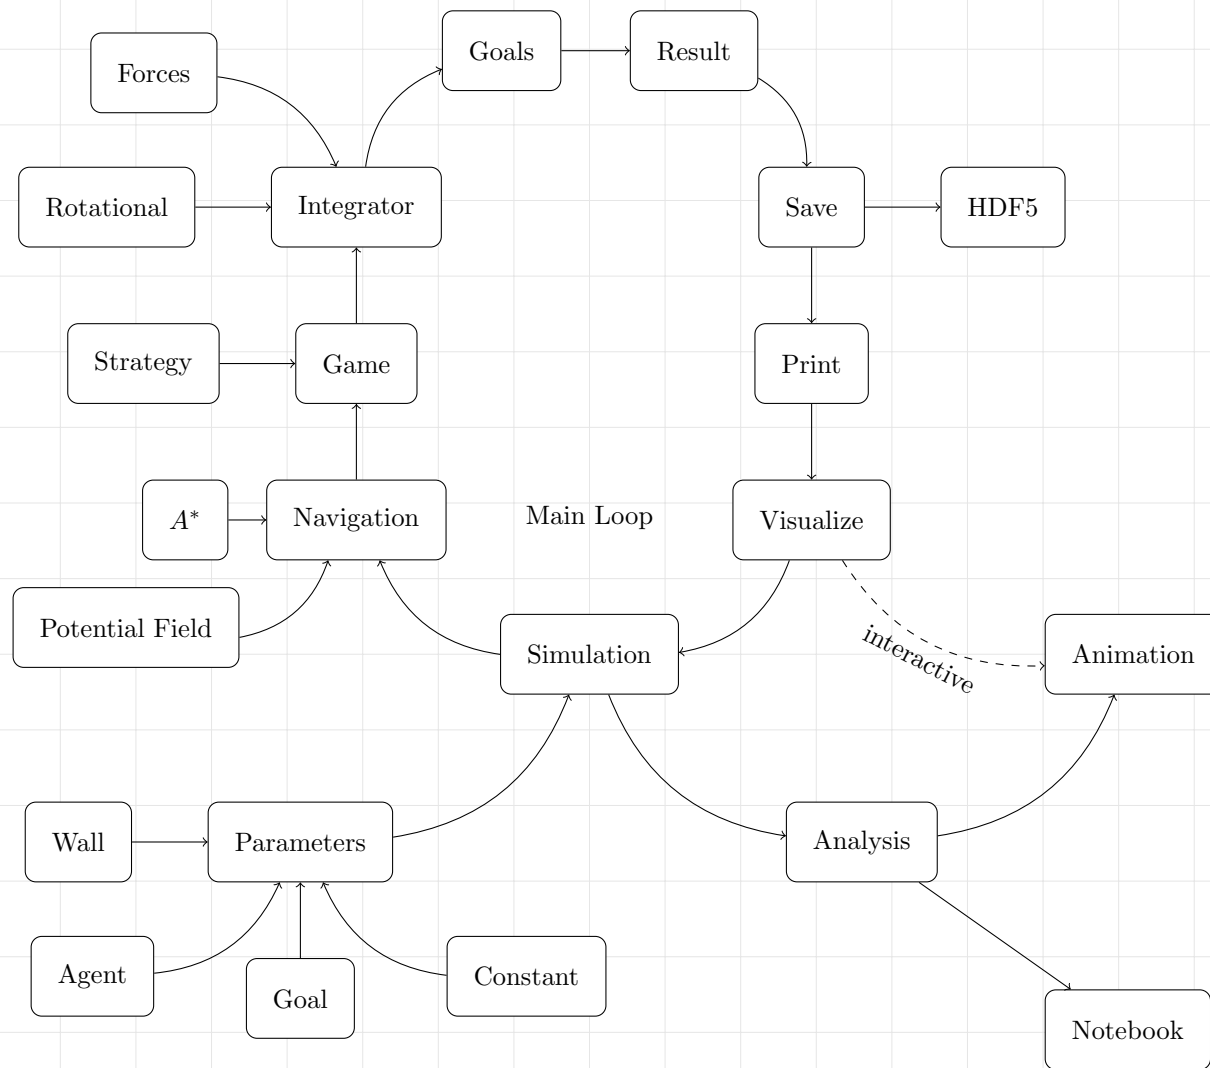 Goals
Result
Forces
Rotational
Integrator
Save
HDF5
Strategy
Game
Print
A*
Navigation
Main Loop
Visualize
Potential Field
Simulation
interactive
Animation
Wall
Parameters
Analysis
Agent
Goal
Constant
Notebook